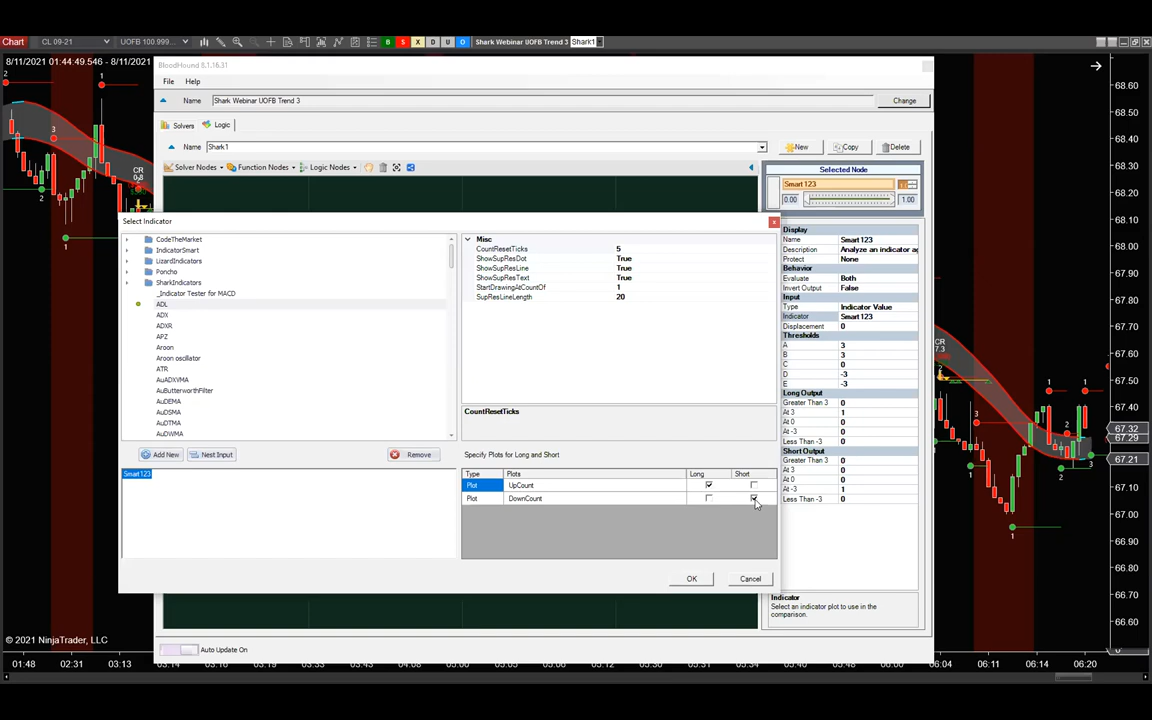 Chart CL 09-21 UOFB 100.999... B S X D U O Shark Webinar UOFB Trend 3 Shark1
8/11/2021 01:44:49.546 - 8/11/2021
BloodHound 8.1.16.31
File Help
Name Shark Webinar UOFB Trend 3 Change
Solvers Logic
Name Shark1 New Copy Delete
Solver Nodes Function Nodes Logic Nodes
Selected Node
Smart 123
0.00 1.00
Select Indicator
CodeTheMarket
IndicatorSmart
LizardIndicators
Poncho
SharkIndicators
_Indicator Tester for MACD
ADL
ADX
ADXR
APZ
Aroon
Aroon oscillator
ATR
AuADXVMA
AuButterworthFilter
AuDEMA
AuDSMA
AuDTMA
AuDWMA
Misc
CountResetTicks 5
ShowSupResDot True
ShowSupResLine True
ShowSupResText True
StartDrawingAtCountOf 1
SupResLineLength 20
CountResetTicks
Add New Nest Input Remove
Smart123
Specify Plots for Long and Short
Type Plots Long Short
Plot UpCount
Plot DownCount
OK Cancel
Display
Name Smart 123
Description Analyze an indicator ag
Protect None
Behavior
Evaluate Both
Invert Output False
Input
Type Indicator Value
Indicator Smart 123
Displacement 0
Thresholds
A 3
B 3
C 0
D -3
E -3
Long Output
Greater Than 3 0
At 3 1
At 0 0
At -3 0
Less Than -3 0
Short Output
Greater Than 3 0
At 3 0
At 0 0
At -3 1
Less Than -3 0
Indicator
Select an indicator plot to use in the
comparison.
Auto Update On
© 2021 NinjaTrader, LLC
68.60
68.50
68.40
68.30
68.20
68.10
68.00
67.90
67.80
67.70
67.60
67.50
67.40
67.32
67.29
67.21
67.10
67.00
66.90
66.80
66.70
66.60
01:48 02:31 03:13 06:04 06:11 06:14 06:20